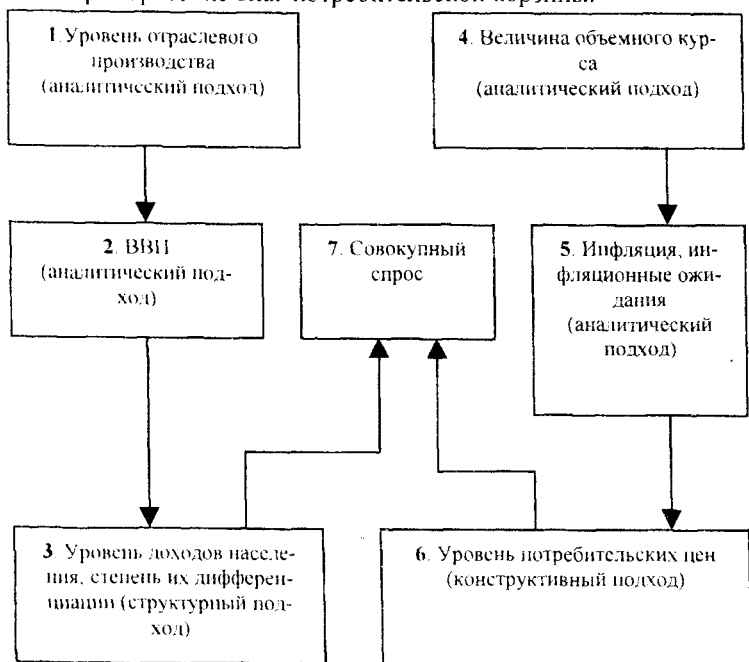 потребительской корзины.
1. Уровень отраслевого
производства
(аналитический подход)
4. Величина объемного кур-
са
(аналитический подход)
2. ВВП
(аналитический под-
ход)
7. Совокупный
спрос
5. Инфляция, ин-
фляционные ожи-
дания
(аналитический
подход)
3. Уровень доходов населе-
ния, степень их дифферен-
циации (структурный под-
ход)
6. Уровень потребительских цен
(конструктивный подход)